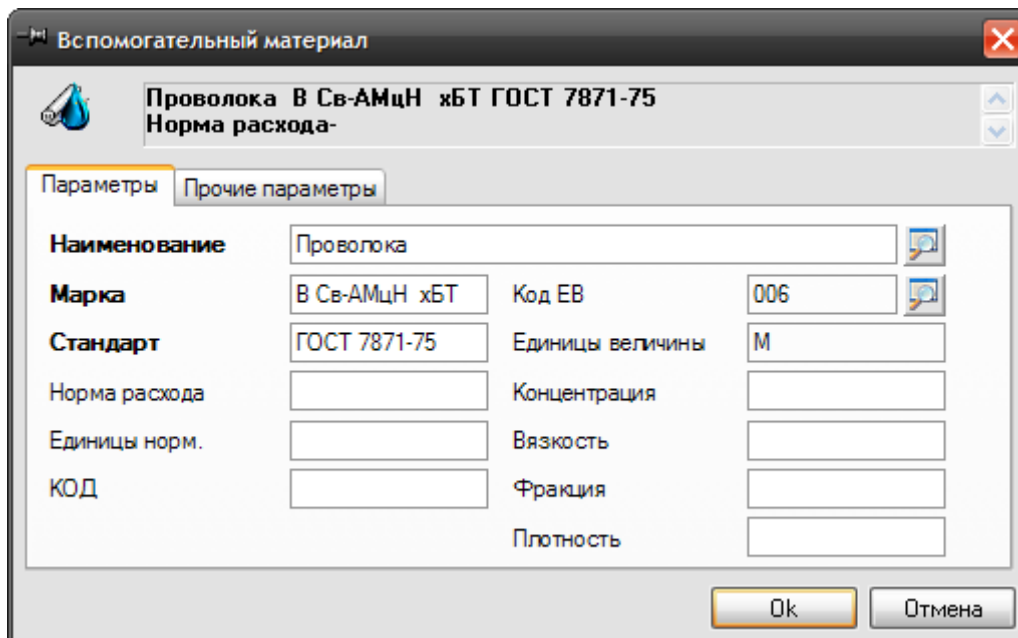 Вспомогательный материал
Проволока В Св-АМцН хБТ ГОСТ 7871-75
Норма расхода-
Параметры Прочие параметры
Наименование Проволока
Марка В Св-АМцН хБТ Код ЕВ 006
Стандарт ГОСТ 7871-75 Единицы величины М
Норма расхода Концентрация
Единицы норм. Вязкость
КОД Фракция
Плотность
Ok Отмена